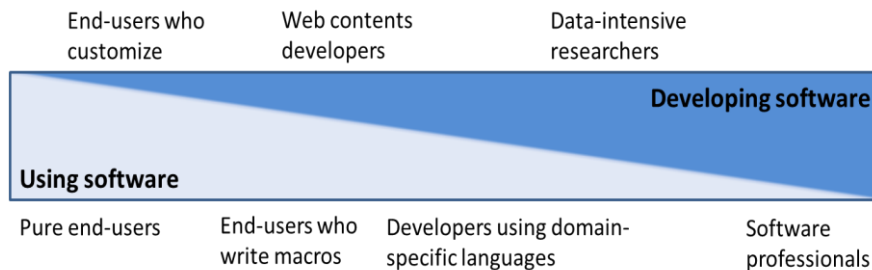 End-users who
customize
Web contents
developers
Data-intensive
researchers
Developing software
Using software
Pure end-users
End-users who
write macros
Developers using domain-
specific languages
Software
professionals